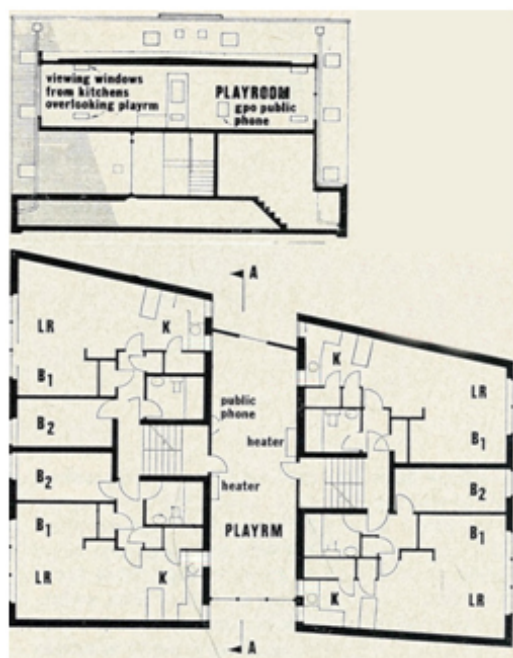 viewing windows
from kitchens
overlooking playrm
PLAYROOM
gpo public
phone
A
LR
K
K
B1
public
phone
LR
B2
heater
B1
B2
heater
B2
B1
PLAYRM
B1
LR
K
K
LR
A